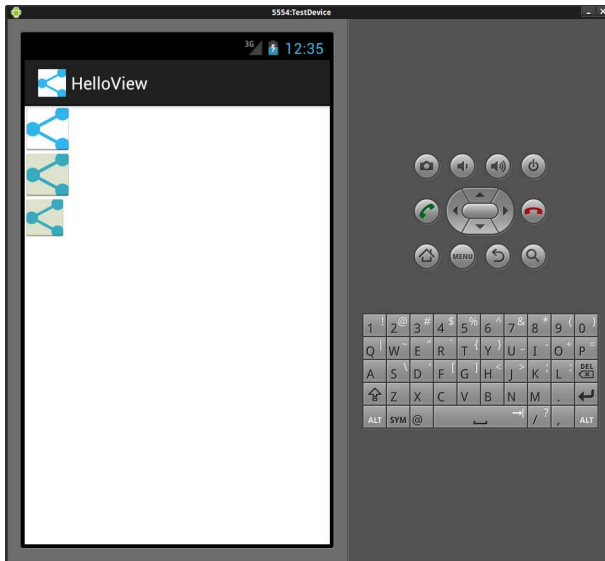 5554:TestDevice
3G 12:35
HelloView
MENU
1 ! 2 @ 3 # 4 $ 5 % 6 ^ 7 & 8 * 9 ( 0 )
Q | W ~ E " R ` T { Y } U _ I - O + P =
A S \ D ' F [ G ] H < J > K ; L : DEL
Z X C V B N M .
ALT SYM @ / ? , ALT